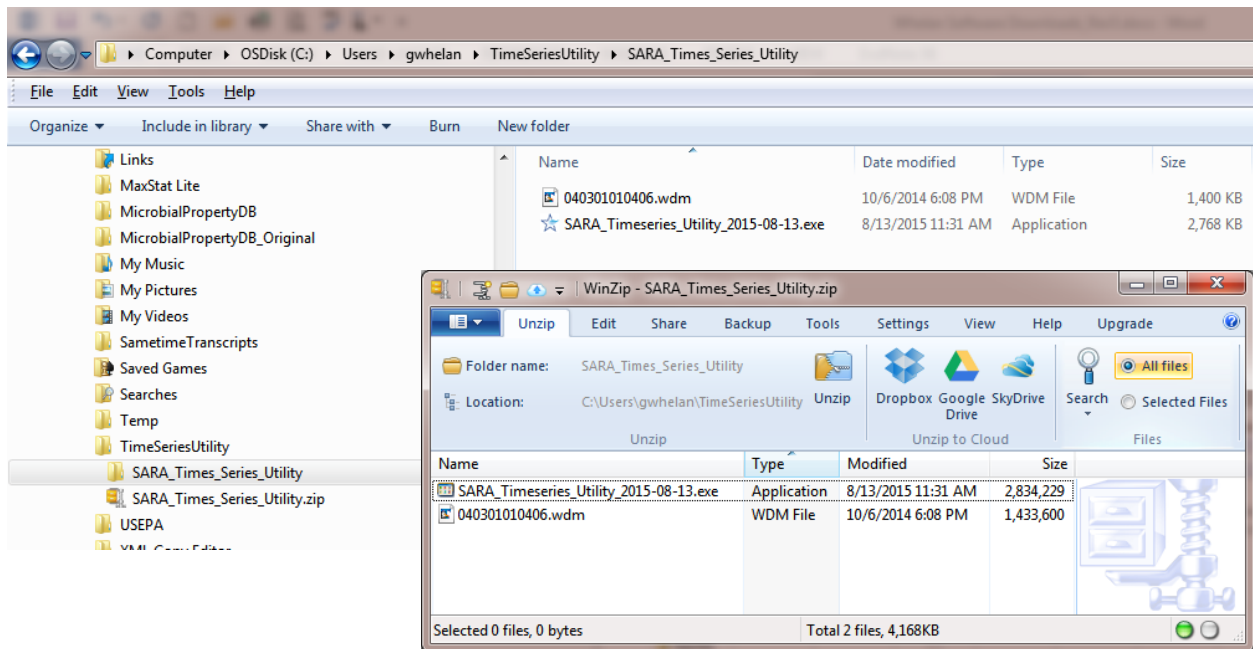 Computer ▸ OSDisk (C:) ▸ Users ▸ gwhelan ▸ TimeSeriesUtility ▸ SARA_Times_Series_Utility
File Edit View Tools Help
Organize Include in library Share with Burn New folder
Links
MaxStat Lite
MicrobialPropertyDB
MicrobialPropertyDB_Original
My Music
My Pictures
My Videos
SametimeTranscripts
Saved Games
Searches
Temp
TimeSeriesUtility
SARA_Times_Series_Utility
SARA_Times_Series_Utility.zip
USEPA
XML Copy Editor
Name Date modified Type Size
040301010406.wdm 10/6/2014 6:08 PM WDM File 1,400 KB
SARA_Timeseries_Utility_2015-08-13.exe 8/13/2015 11:31 AM Application 2,768 KB
WinZip - SARA_Times_Series_Utility.zip
Unzip Edit Share Backup Tools Settings View Help Upgrade
Folder name: SARA_Times_Series_Utility
Location: C:\Users\gwhelan\TimeSeriesUtility
Unzip
Dropbox Google Drive SkyDrive
Search
All files
Selected Files
Unzip Unzip to Cloud Files
Name Type Modified Size
SARA_Timeseries_Utility_2015-08-13.exe Application 8/13/2015 11:31 AM 2,834,229
040301010406.wdm WDM File 10/6/2014 6:08 PM 1,433,600
Selected 0 files, 0 bytes Total 2 files, 4,168KB